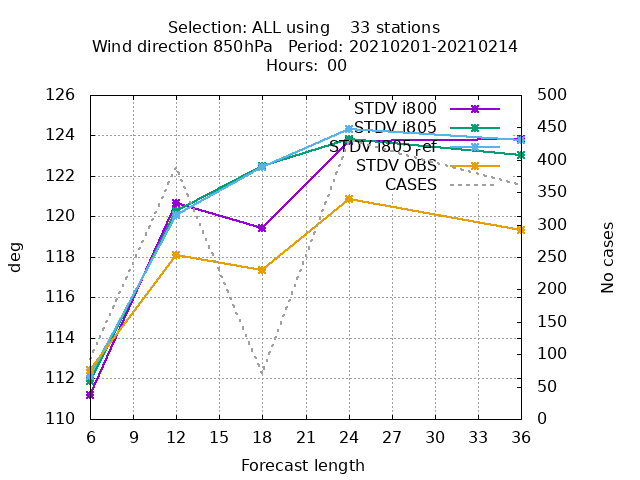 Selection: ALL using 33 stations
Wind direction 850hPa Period: 20210201-20210214
Hours: 00
126
124
122
120
118
116
114
112
110
500
450
400
350
300
250
200
150
100
50
0
STDV i800
STDV i805
STDV i805_ref
STDV OBS
CASES
deg
No cases
6 9 12 15 18 21 24 27 30 33 36
Forecast length